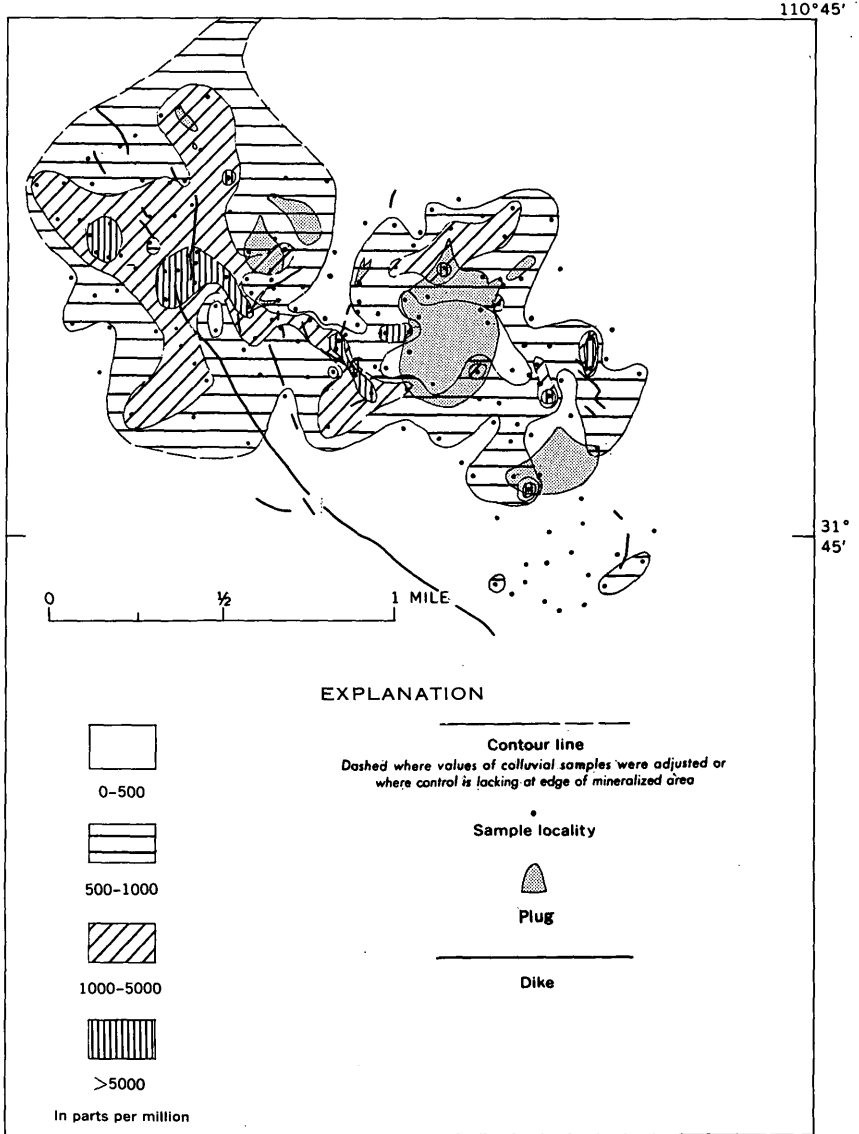 110°45'
31°
45'
0 ½ 1 MILE
EXPLANATION
0-500
500-1000
1000-5000
>5000
In parts per million
Contour line
Dashed where values of colluvial samples were adjusted or
where control is lacking at edge of mineralized area
Sample locality
Plug
Dike